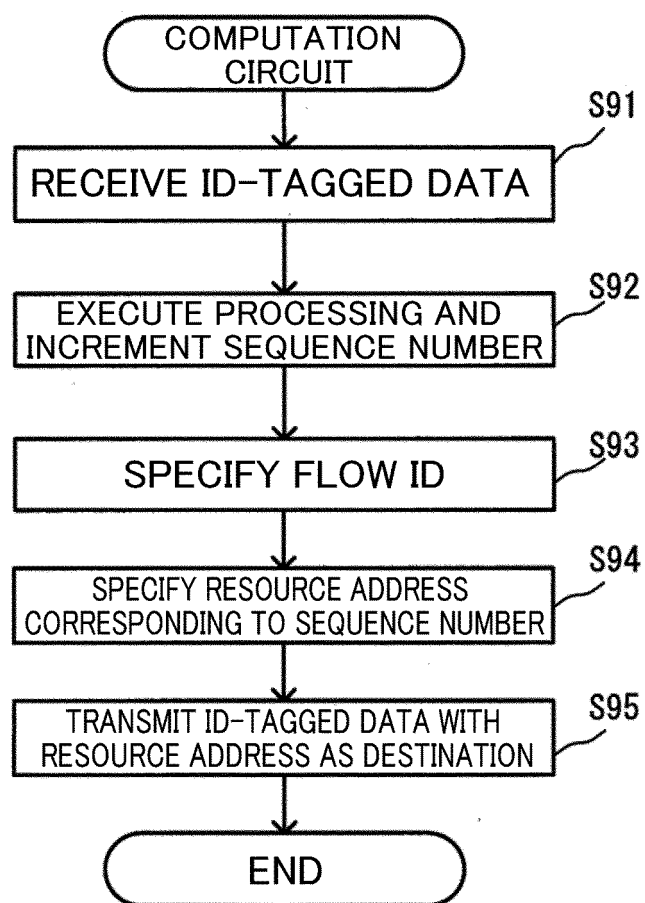 COMPUTATION
CIRCUIT
S91
RECEIVE ID-TAGGED DATA
S92
EXECUTE PROCESSING AND
INCREMENT SEQUENCE NUMBER
S93
SPECIFY FLOW ID
S94
SPECIFY RESOURCE ADDRESS
CORRESPONDING TO SEQUENCE NUMBER
S95
TRANSMIT ID-TAGGED DATA WITH
RESOURCE ADDRESS AS DESTINATION
END